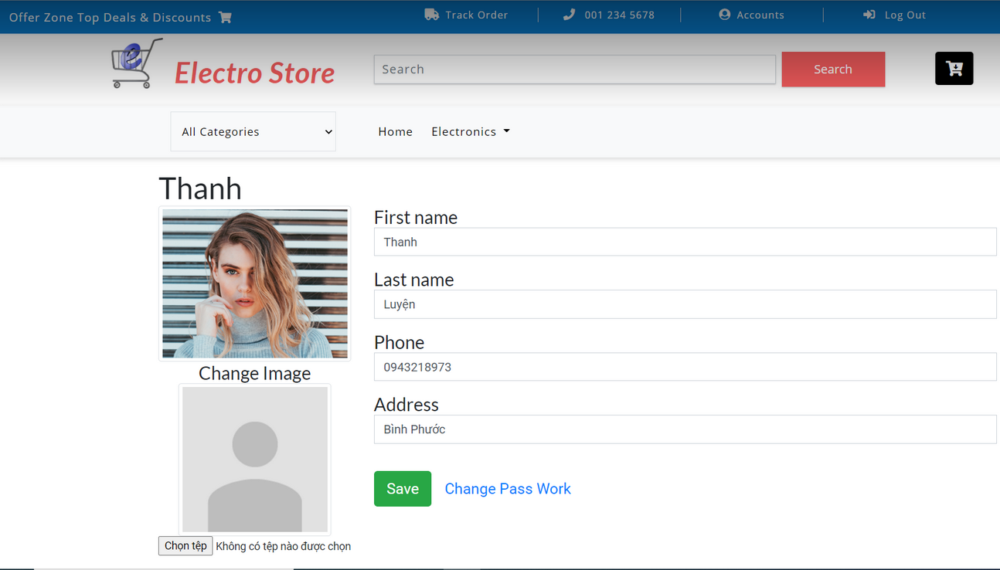 Offer Zone Top Deals & Discounts
Track Order
001 234 5678
Accounts
Log Out
Electro Store
Search
Search
All Categories
Home
Electronics
Thanh
First name
Thanh
Last name
Luyện
Phone
0943218973
Change Image
Address
Bình Phước
Save
Change Pass Work
Chọn tệp
Không có tệp nào được chọn